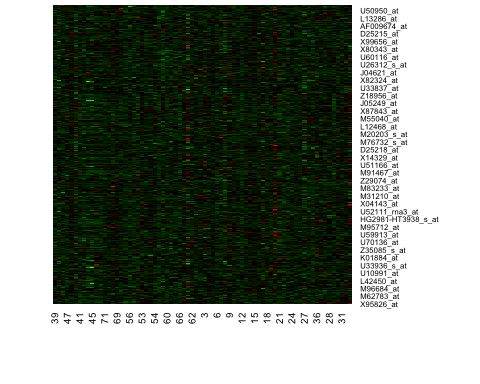 U50950_at
L13286_at
AF009674_at
D25215_at
X99656_at
X80343_at
U60116_at
U26312_s_at
J04621_at
X82324_at
U33837_at
Z18956_at
J05249_at
X87843_at
M55040_at
L12468_at
M20203_s_at
M76732_s_at
D25218_at
X14329_at
U51166_at
M91467_at
Z29074_at
M83233_at
M31210_at
X04143_at
U52111_rna3_at
HG2981-HT3938_s_at
M95712_at
U59913_at
U70136_at
Z35085_s_at
K01884_at
U33936_s_at
U10991_at
L42450_at
M96684_at
M62783_at
X95826_at
39 47 41 45 71 69 56 53 54 60 66 62 3 6 9 12 15 18 21 24 27 36 28 31